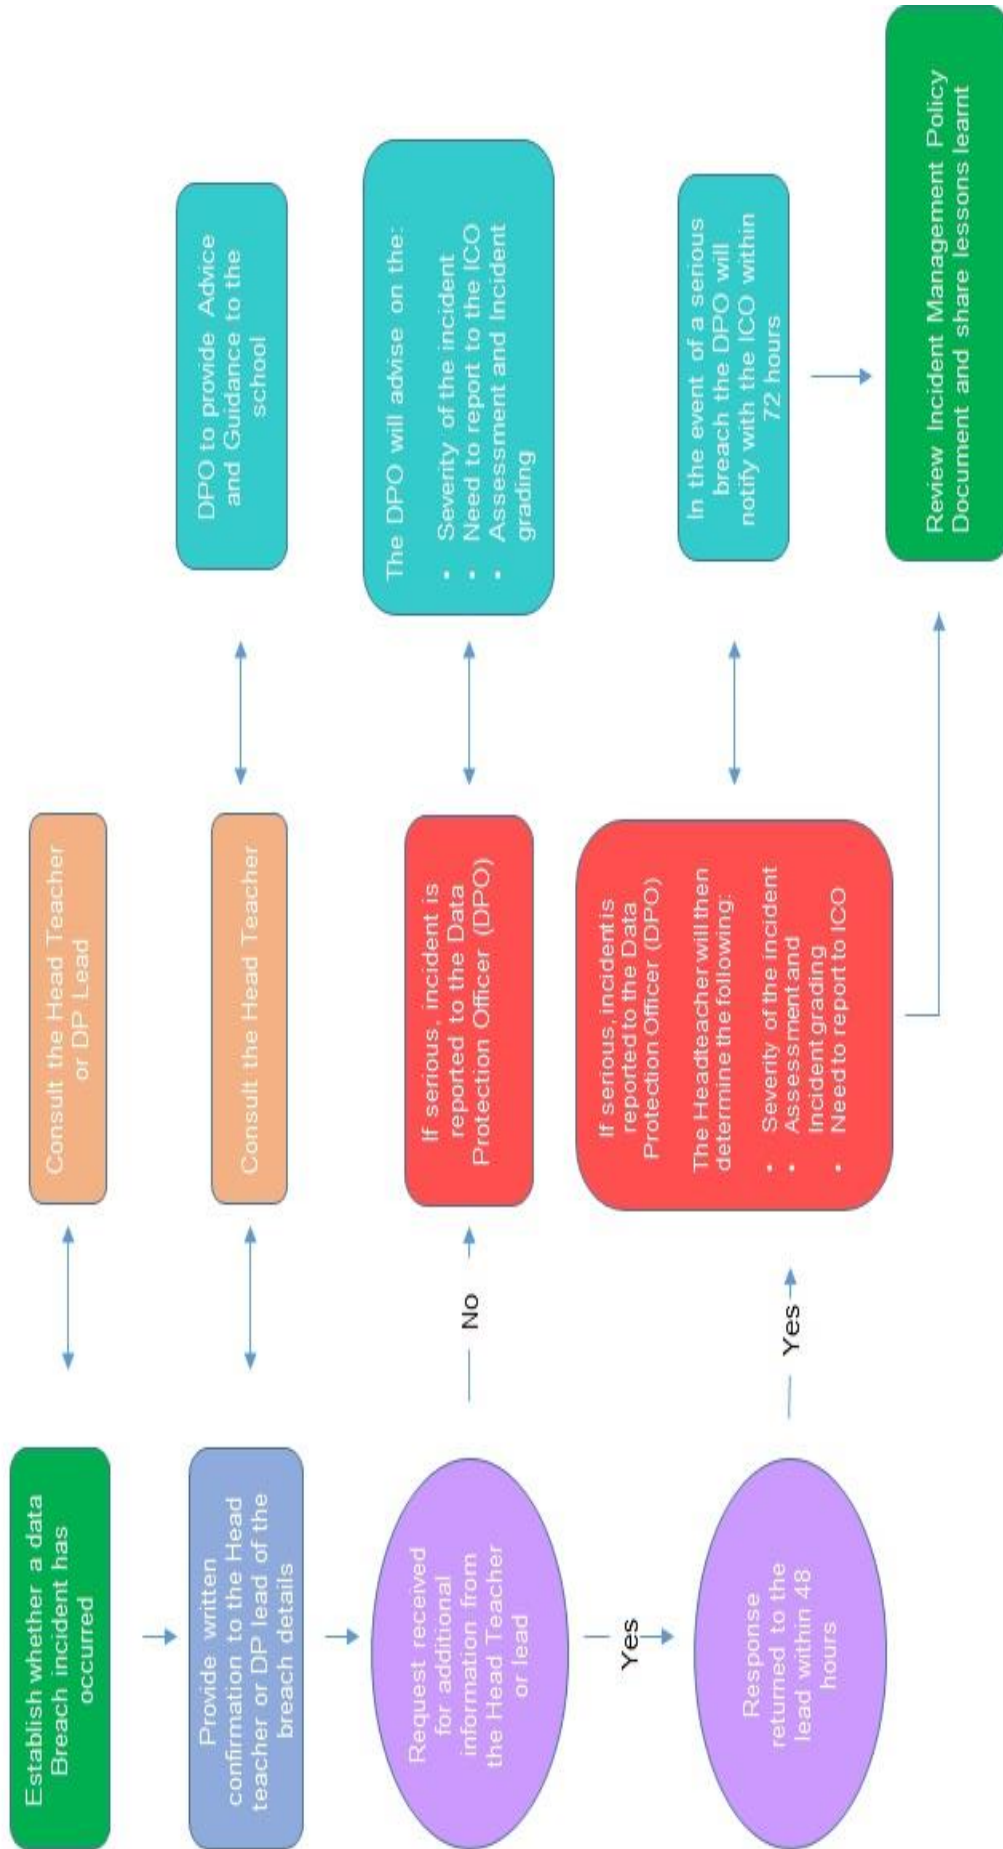 Establish whether a data
Breach incident has
occurred
Consult the Head Teacher
or DP Lead
Provide written
confirmation to the Head
teacher or DP lead of the
breach details
Consult the Head Teacher
DPO to provide Advice
and Guidance to the
school
Request received
for additional
information from
the Head Teacher
or lead
No
If serious, incident is
reported to the Data
Protection Officer (DPO)
The DPO will advise on the:
• Severity of the incident
• Need to report to the ICO
• Assessment and Incident
grading
Yes
Response
returned to the
lead within 48
hours
Yes
If serious, incident is
reported to the Data
Protection Officer (DPO)
The Headteacher will then
determine the following:
• Severity of the incident
• Assessment and
Incident grading
• Need to report to ICO
In the event of a serious
breach the DPO will
notify with the ICO within
72 hours
Review Incident Management Policy
Document and share lessons learnt